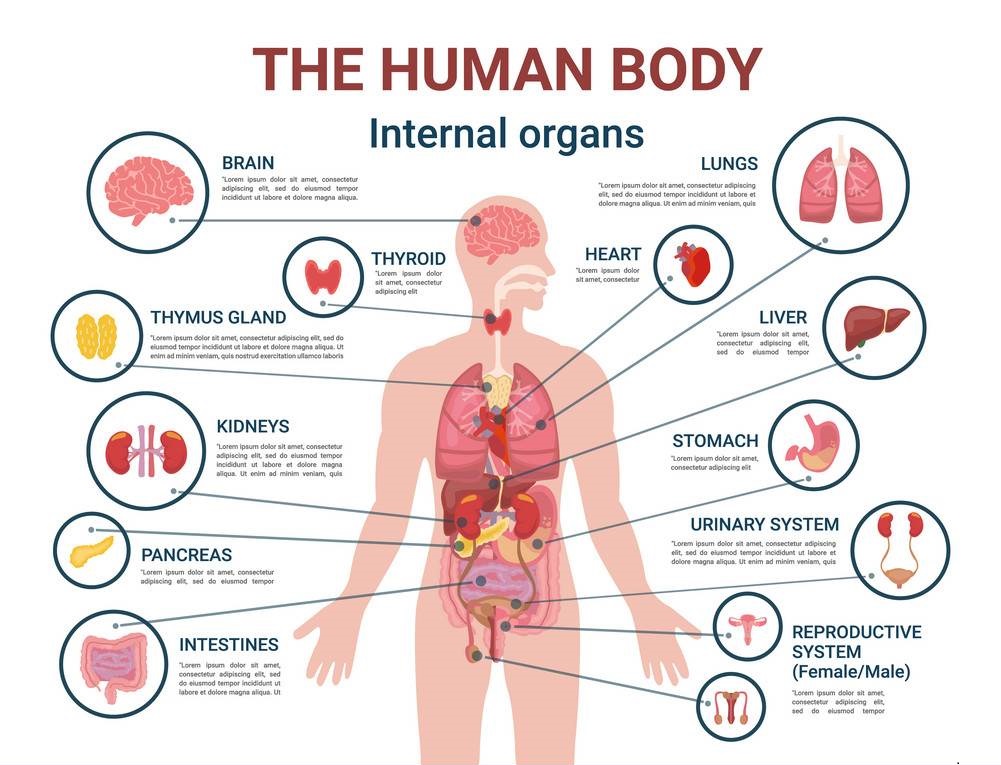 THE HUMAN BODY
Internal organs
BRAIN
"Lorem ipsum dolor sit amet, consectetur
adipiscing elit, sed do eiusmod tempor
incididunt ut labore et dolore magna aliqua.
THYROID
"Lorem ipsum dolor
sit amet, consectetur
adipiscing elit
THYMUS GLAND
"Lorem ipsum dolor sit amet, consectetur adipiscing elit, sed do
eiusmod tempor incididunt ut labore et dolore magna aliqua. Ut
enim ad minim veniam, quis nostrud exercitation ullamco laboris
KIDNEYS
"Lorem ipsum dolor sit amet, consectetur
adipiscing elit, sed do eiusmod tempor
incididunt ut labore et dolore magna
aliqua. Ut enim ad minim veniam, quis
PANCREAS
"Lorem ipsum dolor sit amet, consectetur
adipiscing elit, sed do eiusmod tempor
INTESTINES
"Lorem ipsum dolor sit amet,
consectetur adipiscing elit, sed do
eiusmod tempor incididunt ut
labore et dolore magna aliqua. Ut
LUNGS
"Lorem ipsum dolor sit amet, consectetur adipiscing
elit, sed do eiusmod tempor incididunt ut labore et
dolore magna aliqua. Ut enim ad minim veniam, quis
HEART
"Lorem ipsum dolor
sit amet, consectetur
LIVER
"Lorem ipsum dolor sit amet,
consectetur adipiscing elit,
sed do eiusmod tempor
STOMACH
"Lorem ipsum dolor sit amet,
consectetur adipiscing elit
URINARY SYSTEM
"Lorem ipsum dolor sit amet, consectetur adipiscing
elit, sed do eiusmod tempor incididunt ut labore et
dolore magna aliqua. Ut enim ad minim veniam, quis
REPRODUCTIVE
SYSTEM
(Female/Male)
"Lorem ipsum dolor sit amet,
consectetur adipiscing elit,
sed do eiusmod tempor